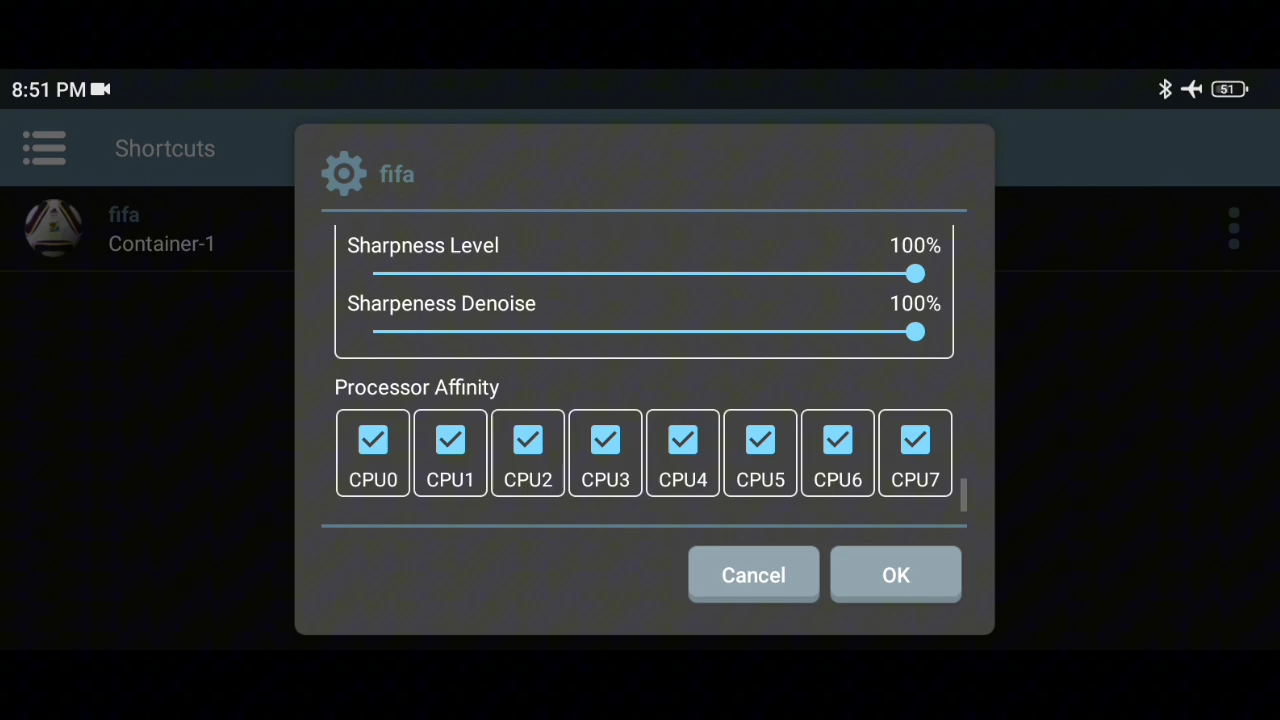 8:51 PM 51
Shortcuts
fifa
Container-1
fifa
Sharpness Level 100%
Sharpeness Denoise 100%
Processor Affinity
CPU0 CPU1 CPU2 CPU3 CPU4 CPU5 CPU6 CPU7
Cancel OK